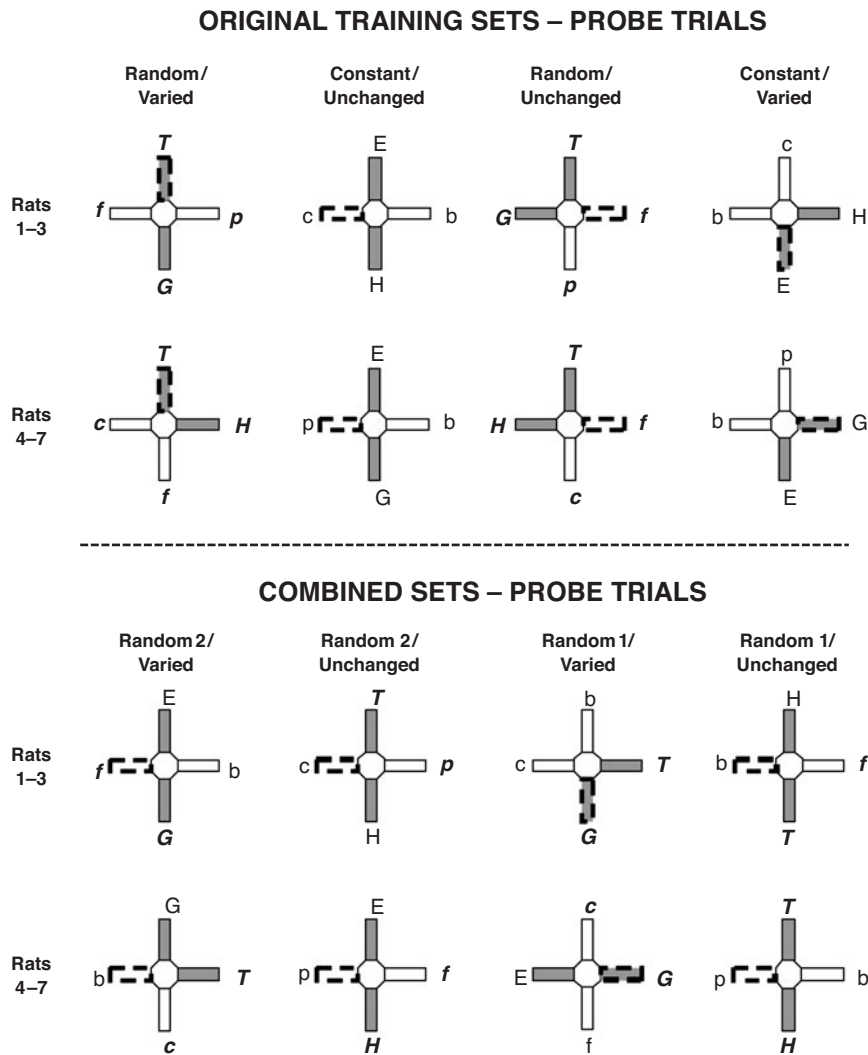 ORIGINAL TRAINING SETS – PROBE TRIALS
Random/ Varied
Constant/ Unchanged
Random/ Unchanged
Constant/ Varied
Rats 1–3
T
f p
G
E
c b
H
T
G f
p
c
b H
E
Rats 4–7
T
c H
f
E
p b
G
T
H f
c
p
b G
E
COMBINED SETS – PROBE TRIALS
Random 2/ Varied
Random 2/ Unchanged
Random 1/ Varied
Random 1/ Unchanged
Rats 1–3
E
f b
G
T
c p
H
b
c T
G
H
b f
T
Rats 4–7
G
b T
c
E
p f
H
c
E G
f
T
p b
H